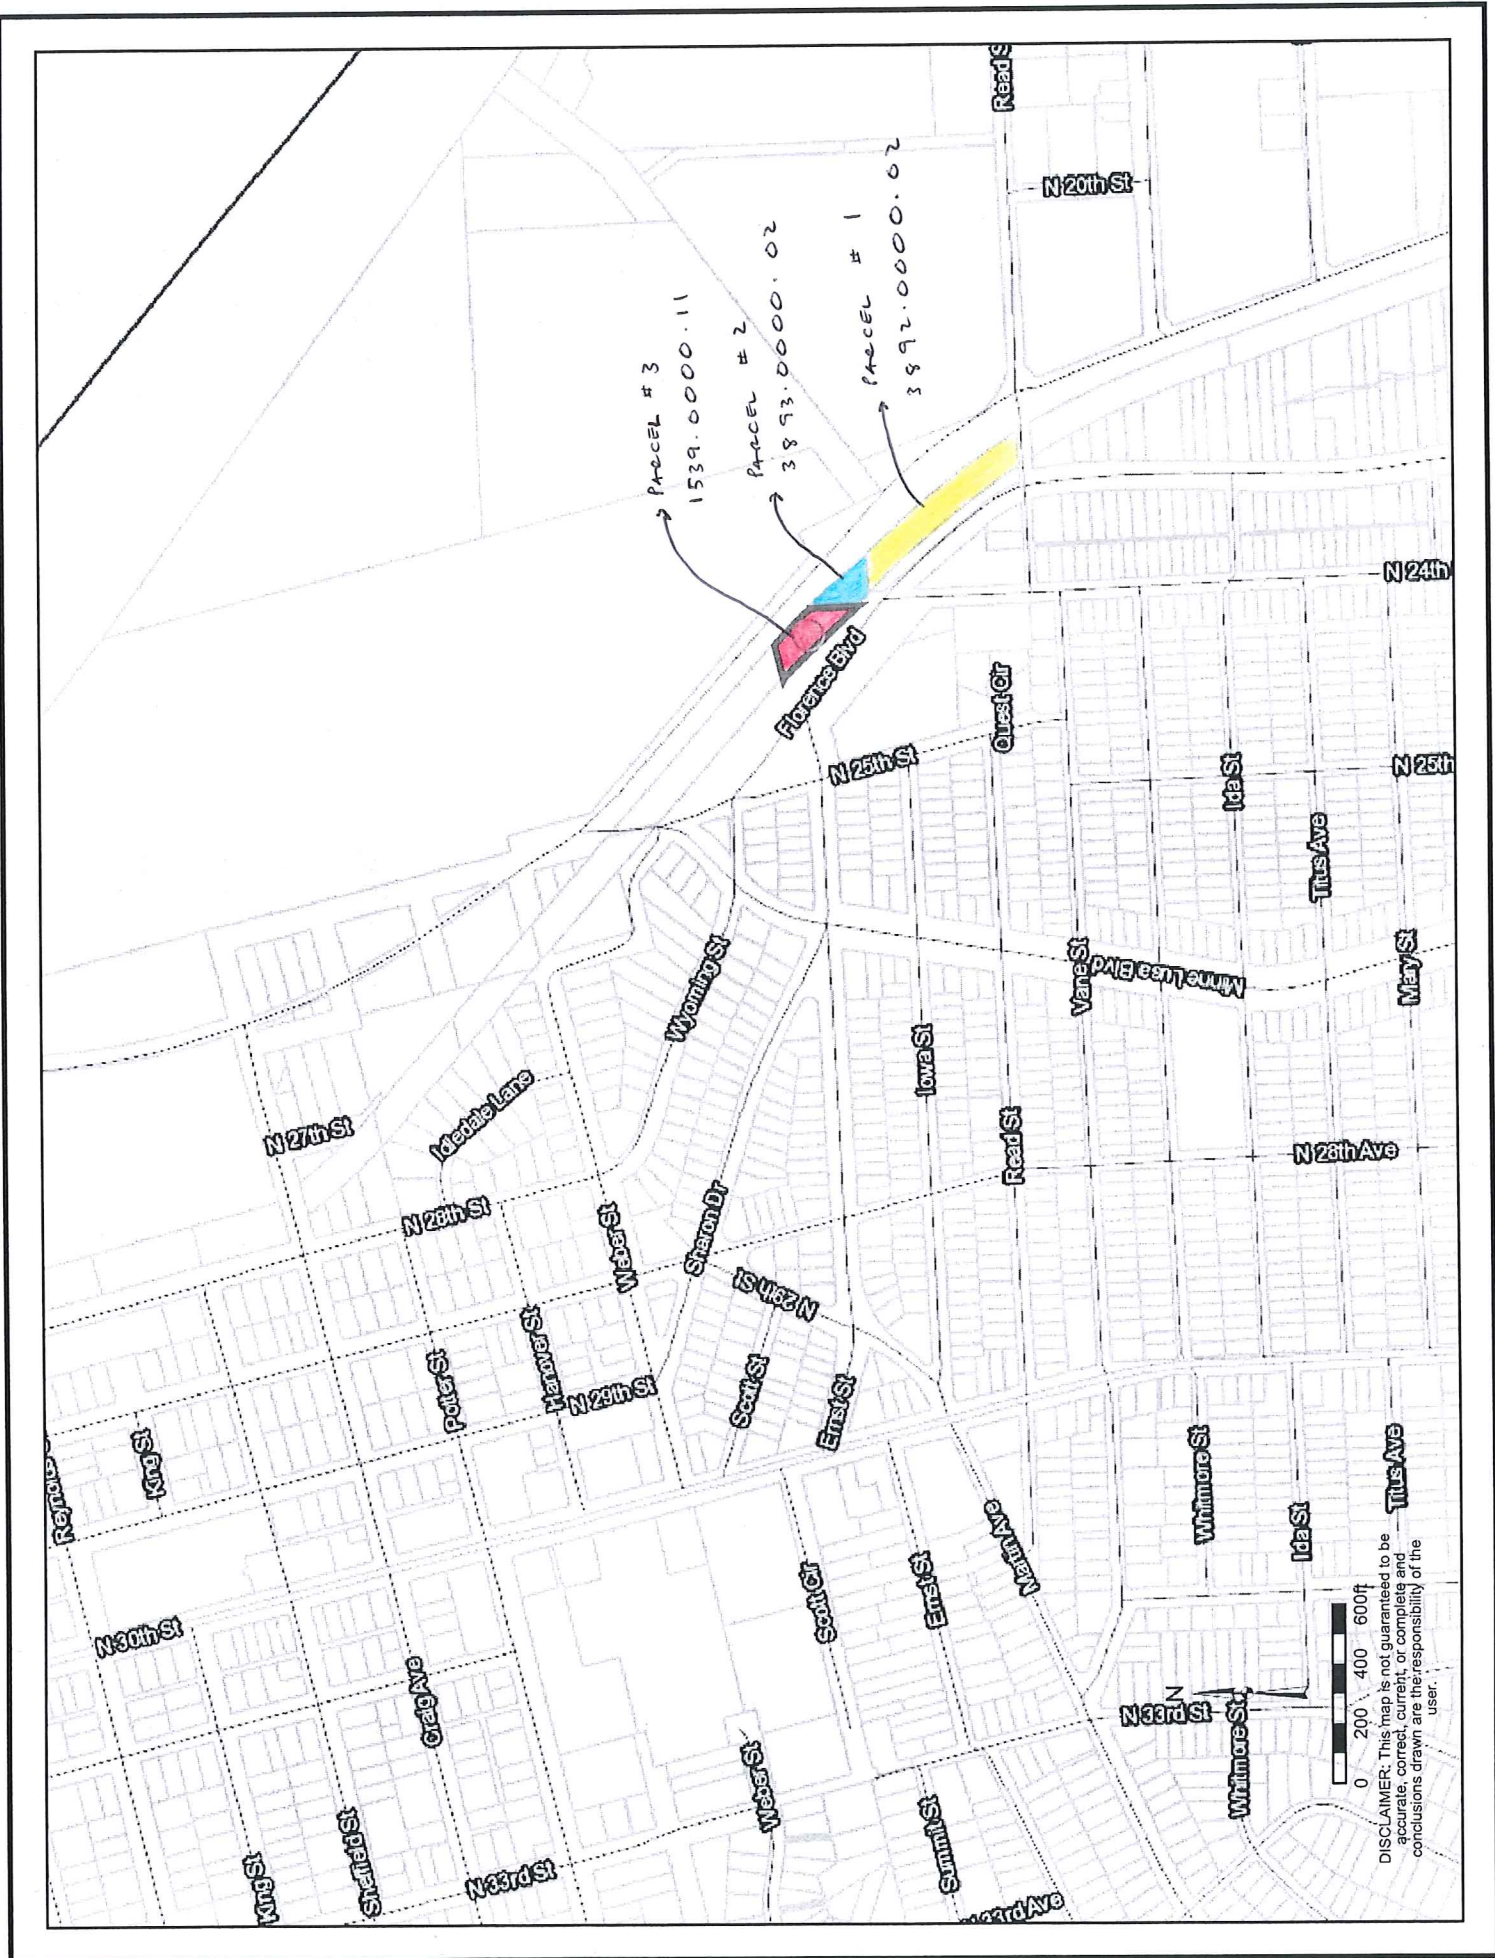 Read S
N 20th St
PARCEL #3
1539.0000.11
PARCEL #2
3893.0000.02
PARCEL #1
3892.0000.02
Florence Blvd
N 24th
N 25th St
Quest Cir
Ida St
N 25th
Titus Ave
Wyoming St
Vane St
Minne Lusa Blvd
Mary St
Iowa St
N 27th St
Idledale Lane
Read St
N 28th Ave
N 28th St
Weber St
Sharon Dr
N 29th St
Potter St
Hanover St
N 29th St
Scott St
Ernst St
King St
Reynolds
Whitmore St
Titus Ave
Ida St
Martin Ave
Scott Cir
Ernst St
N 30th St
Craig Ave
N
N 33rd St
Whitmore St
Weber St
Summit St
King St
Sheffield St
N 33rd St
33rd Ave
0 200 400 600ft
DISCLAIMER: This map is not guaranteed to be
accurate, correct, current, or complete and
conclusions drawn are the responsibility of the
user.